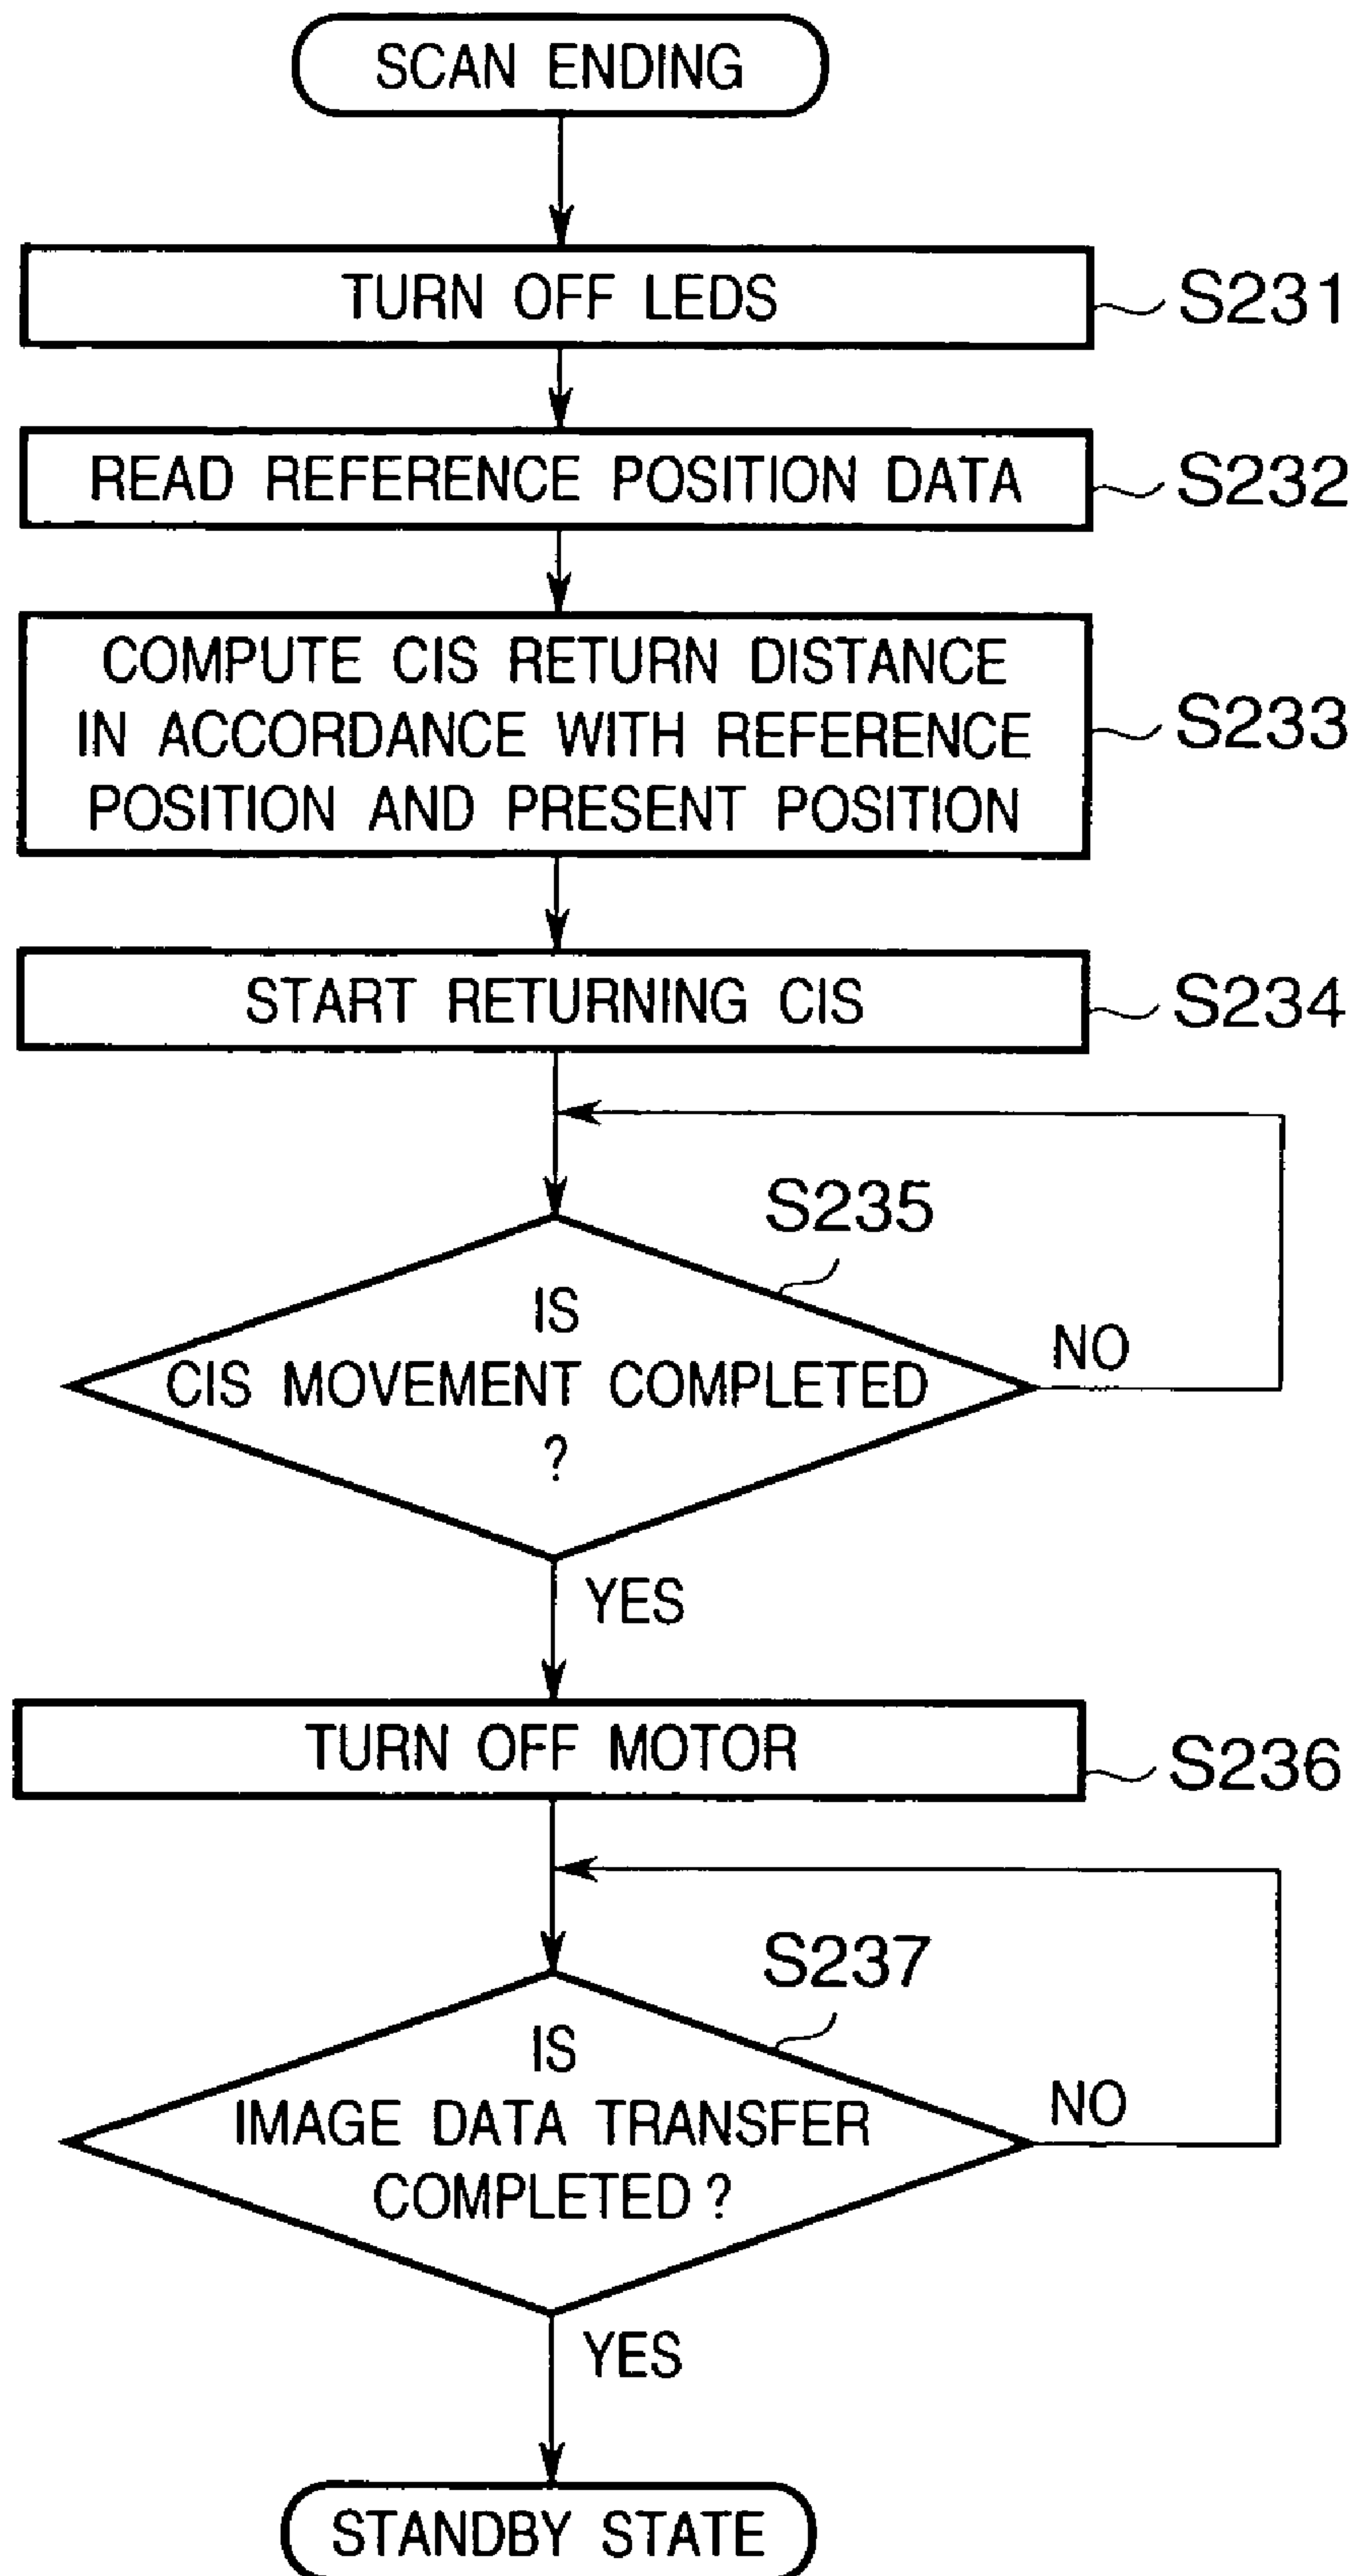 SCAN ENDING
TURN OFF LEDS
S231
READ REFERENCE POSITION DATA
S232
COMPUTE CIS RETURN DISTANCE
IN ACCORDANCE WITH REFERENCE
POSITION AND PRESENT POSITION
S233
START RETURNING CIS
S234
S235
IS
CIS MOVEMENT COMPLETED
?
NO
YES
TURN OFF MOTOR
S236
S237
IS
IMAGE DATA TRANSFER
COMPLETED ?
NO
YES
STANDBY STATE